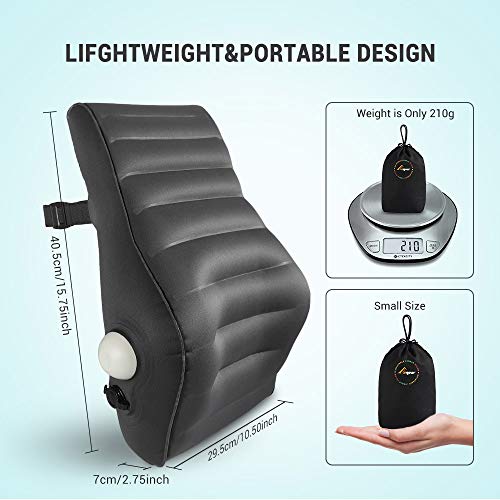 LIFGHTWEIGHT&PORTABLE DESIGN
Weight is Only 210g
210
40.5cm/15.75inch
Small Size
29.5cm/10.50inch
7cm/2.75inch